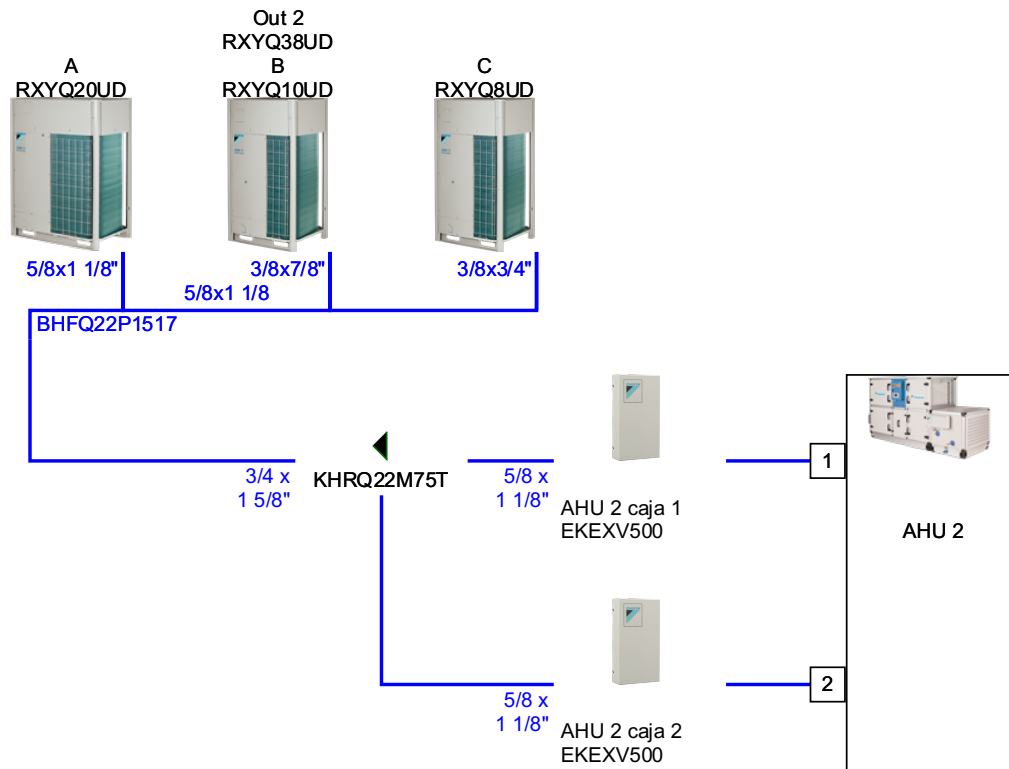 Out 2
RXYQ38UD
A
B
C
RXYQ20UD
RXYQ10UD
RXYQ8UD
5/8x1 1/8"
3/8x7/8"
3/8x3/4"
5/8x1 1/8
BHFQ22P1517
3/4 x
1 5/8"
KHRQ22M75T
5/8 x
1 1/8"
AHU 2 caja 1
EKEXV500
1
AHU 2
5/8 x
1 1/8"
AHU 2 caja 2
EKEXV500
2